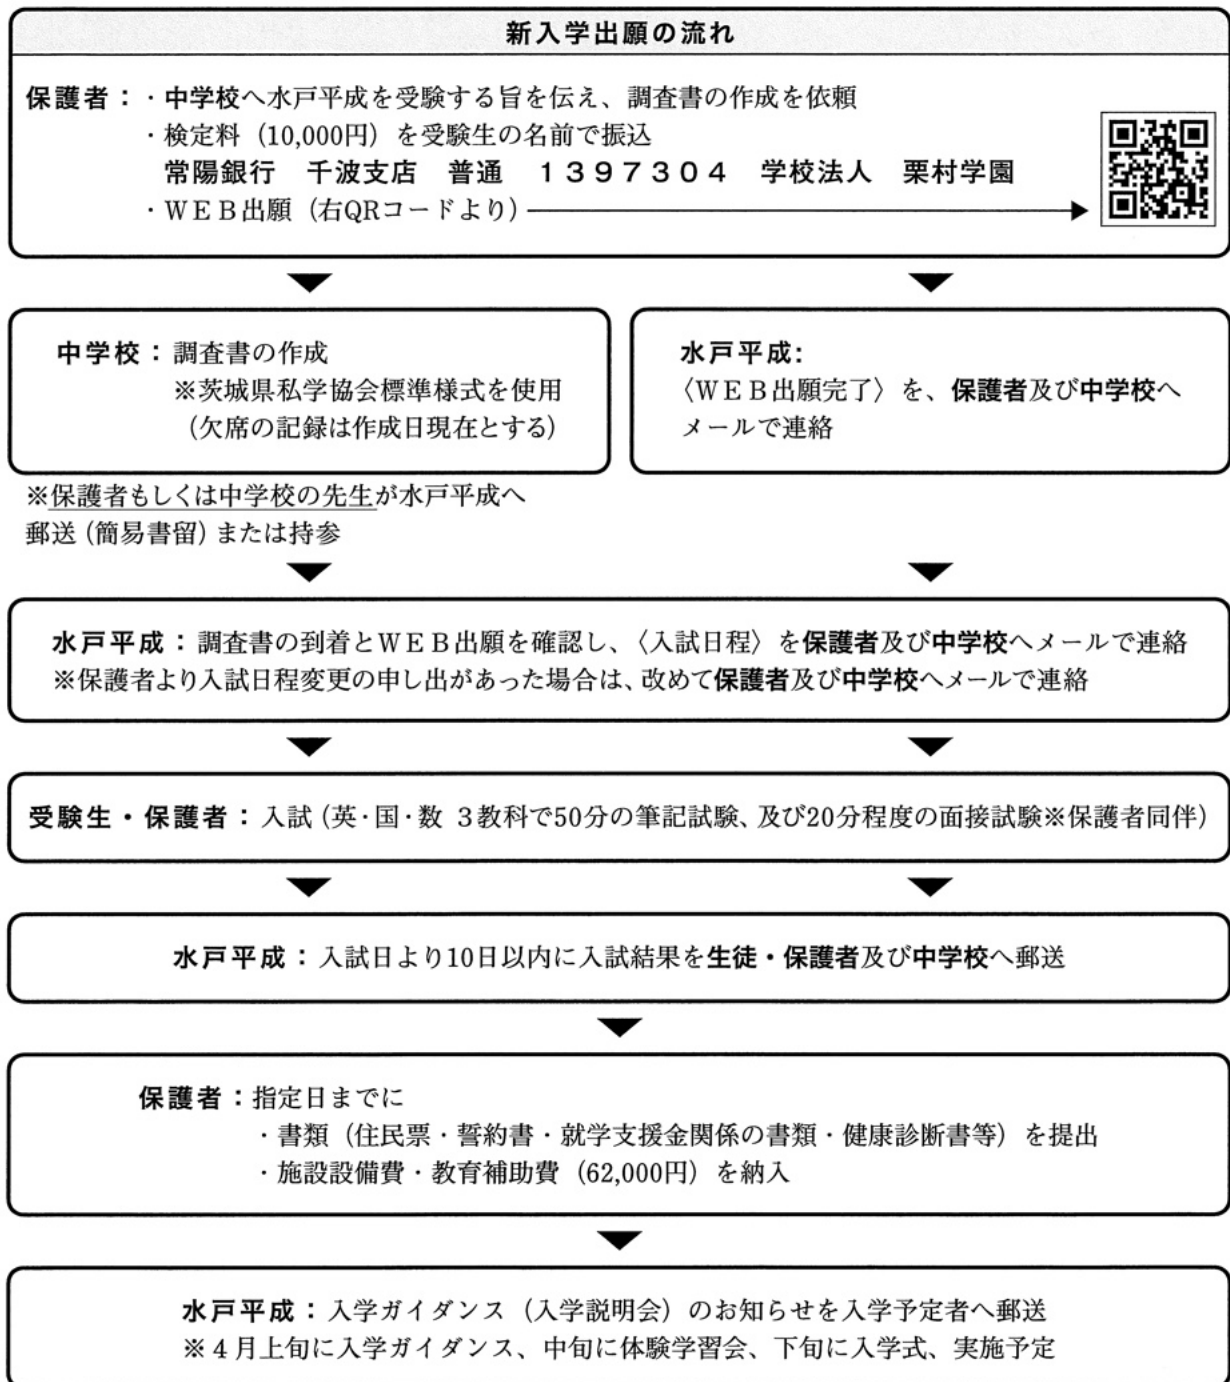 新入学出願の流れ
保護者：・中学校へ水戸平成を受験する旨を伝え、調査書の作成を依頼
・検定料（10,000円）を受験生の名前で振込
常陽銀行　千波支店　普通　１３９７３０４　学校法人　栗村学園
・ＷＥＢ出願（右QRコードより）
中学校：調査書の作成
※茨城県私学協会標準様式を使用
（欠席の記録は作成日現在とする）
※保護者もしくは中学校の先生が水戸平成へ
郵送（簡易書留）または持参
水戸平成：
〈ＷＥＢ出願完了〉を、保護者及び中学校へ
メールで連絡
水戸平成：調査書の到着とＷＥＢ出願を確認し、〈入試日程〉を保護者及び中学校へメールで連絡
※保護者より入試日程変更の申し出があった場合は、改めて保護者及び中学校へメールで連絡
受験生・保護者：入試（英・国・数 3教科で50分の筆記試験、及び20分程度の面接試験※保護者同伴）
水戸平成：入試日より10日以内に入試結果を生徒・保護者及び中学校へ郵送
保護者：指定日までに
・書類（住民票・誓約書・就学支援金関係の書類・健康診断書等）を提出
・施設設備費・教育補助費（62,000円）を納入
水戸平成：入学ガイダンス（入学説明会）のお知らせを入学予定者へ郵送
※４月上旬に入学ガイダンス、中旬に体験学習会、下旬に入学式、実施予定